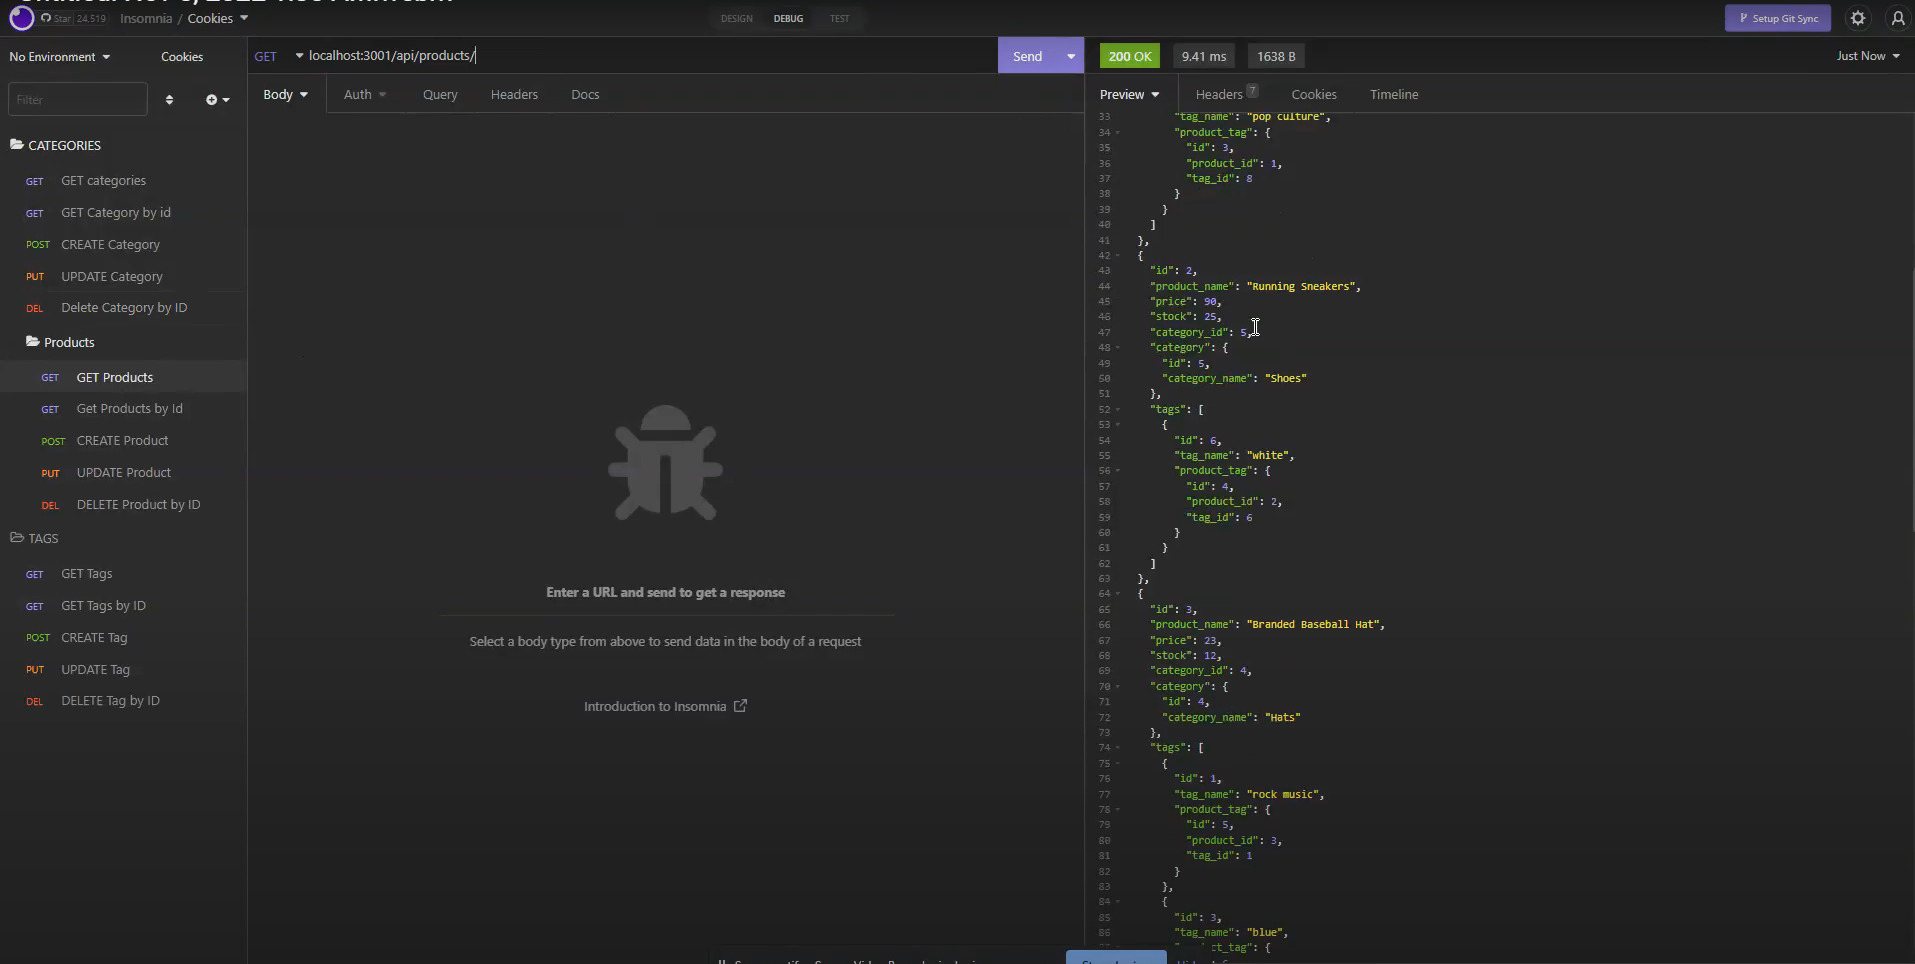 Star 24,519 Insomnia / Cookies DESIGN DEBUG TEST Setup Git Sync
No Environment Cookies
Filter
CATEGORIES
GET GET categories
GET GET Category by id
POST CREATE Category
PUT UPDATE Category
DEL Delete Category by ID
Products
GET GET Products
GET Get Products by Id
POST CREATE Product
PUT UPDATE Product
DEL DELETE Product by ID
TAGS
GET GET Tags
GET GET Tags by ID
POST CREATE Tag
PUT UPDATE Tag
DEL DELETE Tag by ID
GET localhost:3001/api/products/ Send
Body Auth Query Headers Docs
Enter a URL and send to get a response
Select a body type from above to send data in the body of a request
Introduction to Insomnia
200 OK 9.41 ms 1638 B Just Now
Preview Headers 7 Cookies Timeline
33 "tag_name": "pop culture",
34 "product_tag": {
35 "id": 3,
36 "product_id": 1,
37 "tag_id": 8
38 }
39 }
40 ]
41 },
42 {
43 "id": 2,
44 "product_name": "Running Sneakers",
45 "price": 90,
46 "stock": 25,
47 "category_id": 5,
48 "category": {
49 "id": 5,
50 "category_name": "Shoes"
51 },
52 "tags": [
53 {
54 "id": 6,
55 "tag_name": "white",
56 "product_tag": {
57 "id": 4,
58 "product_id": 2,
59 "tag_id": 6
60 }
61 }
62 ]
63 },
64 {
65 "id": 3,
66 "product_name": "Branded Baseball Hat",
67 "price": 23,
68 "stock": 12,
69 "category_id": 4,
70 "category": {
71 "id": 4,
72 "category_name": "Hats"
73 },
74 "tags": [
75 {
76 "id": 1,
77 "tag_name": "rock music",
78 "product_tag": {
79 "id": 5,
80 "product_id": 3,
81 "tag_id": 1
82 }
83 },
84 {
85 "id": 3,
86 "tag_name": "blue",